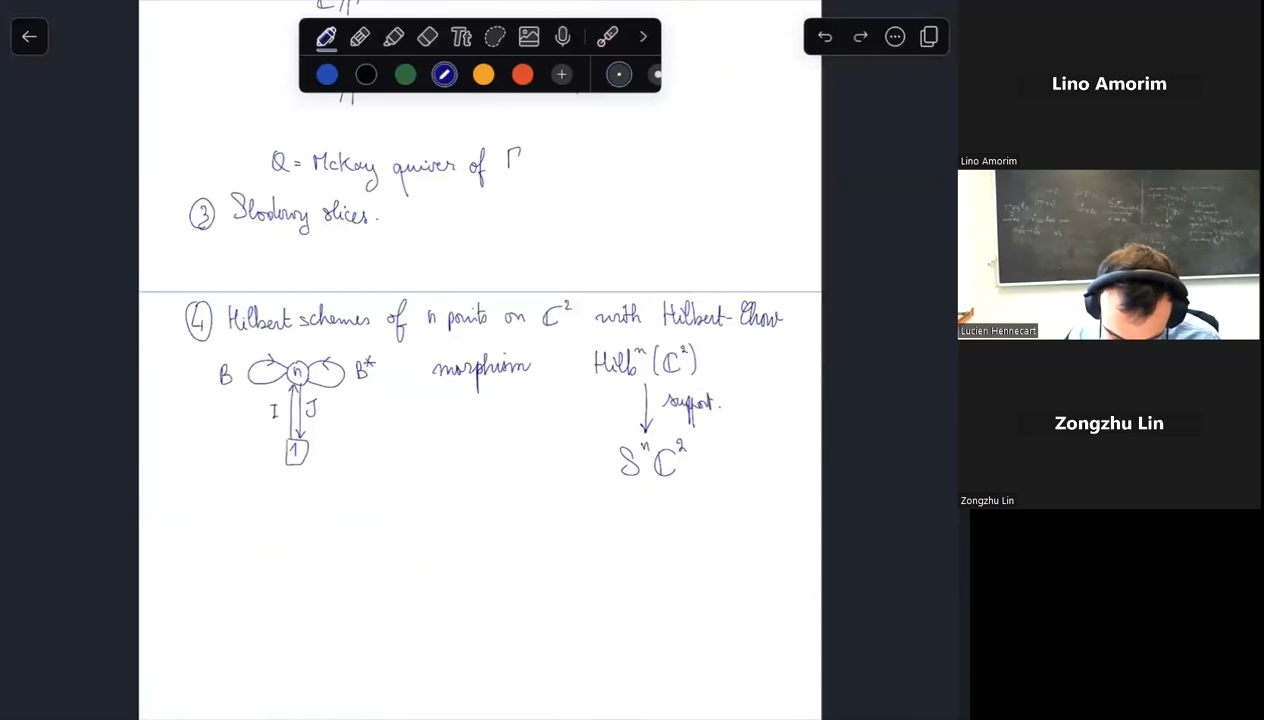 Tt
Q = McKay quiver of Γ
③ Slodowy slices.
④ Hilbert schemes of n points on ℂ² with Hilbert-Chow
B n B* morphism Hilbⁿ(ℂ²)
I J support.
1 Sⁿℂ²
Lino Amorim
Lino Amorim
Lucien Hennecart
Zongzhu Lin
Zongzhu Lin